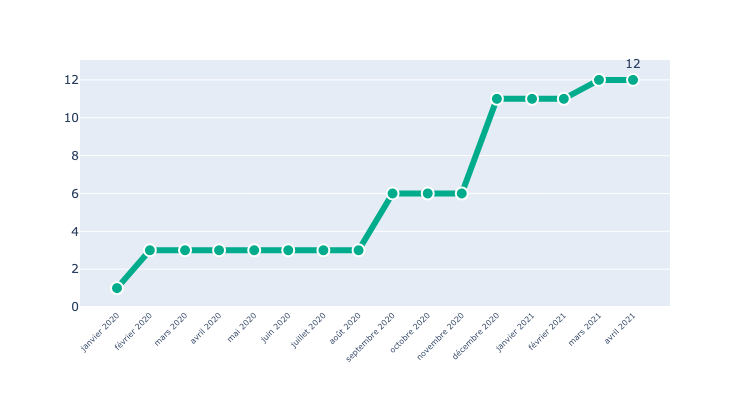 12
12
10
8
6
4
2
0
janvier 2020
février 2020
mars 2020
avril 2020
mai 2020
juin 2020
juillet 2020
août 2020
septembre 2020
octobre 2020
novembre 2020
décembre 2020
janvier 2021
février 2021
mars 2021
avril 2021